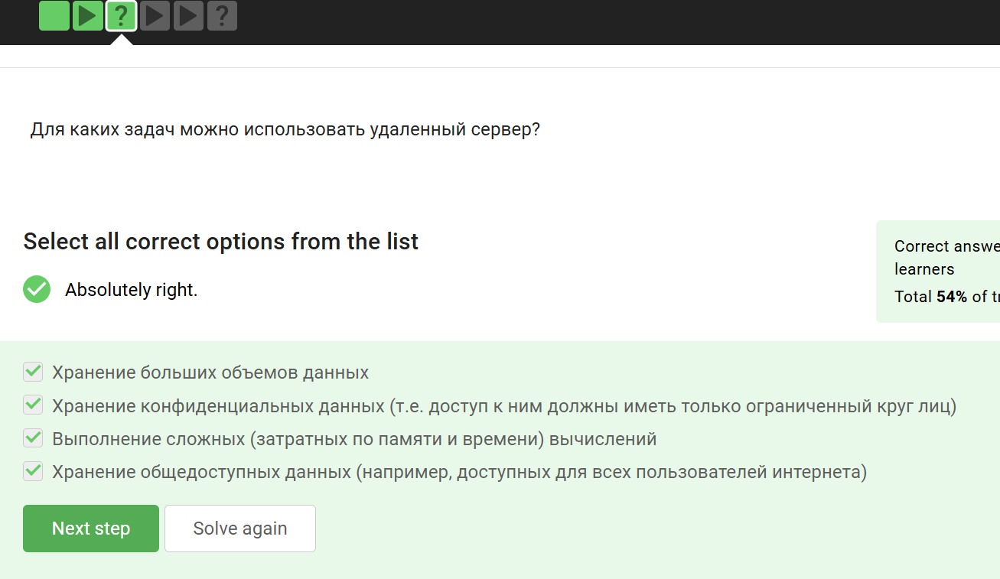 ? ?
Для каких задач можно использовать удаленный сервер?
Select all correct options from the list
Absolutely right.
Correct answe
learners
Total 54% of tr
Хранение больших объемов данных
Хранение конфиденциальных данных (т.е. доступ к ним должны иметь только ограниченный круг лиц)
Выполнение сложных (затратных по памяти и времени) вычислений
Хранение общедоступных данных (например, доступных для всех пользователей интернета)
Next step Solve again